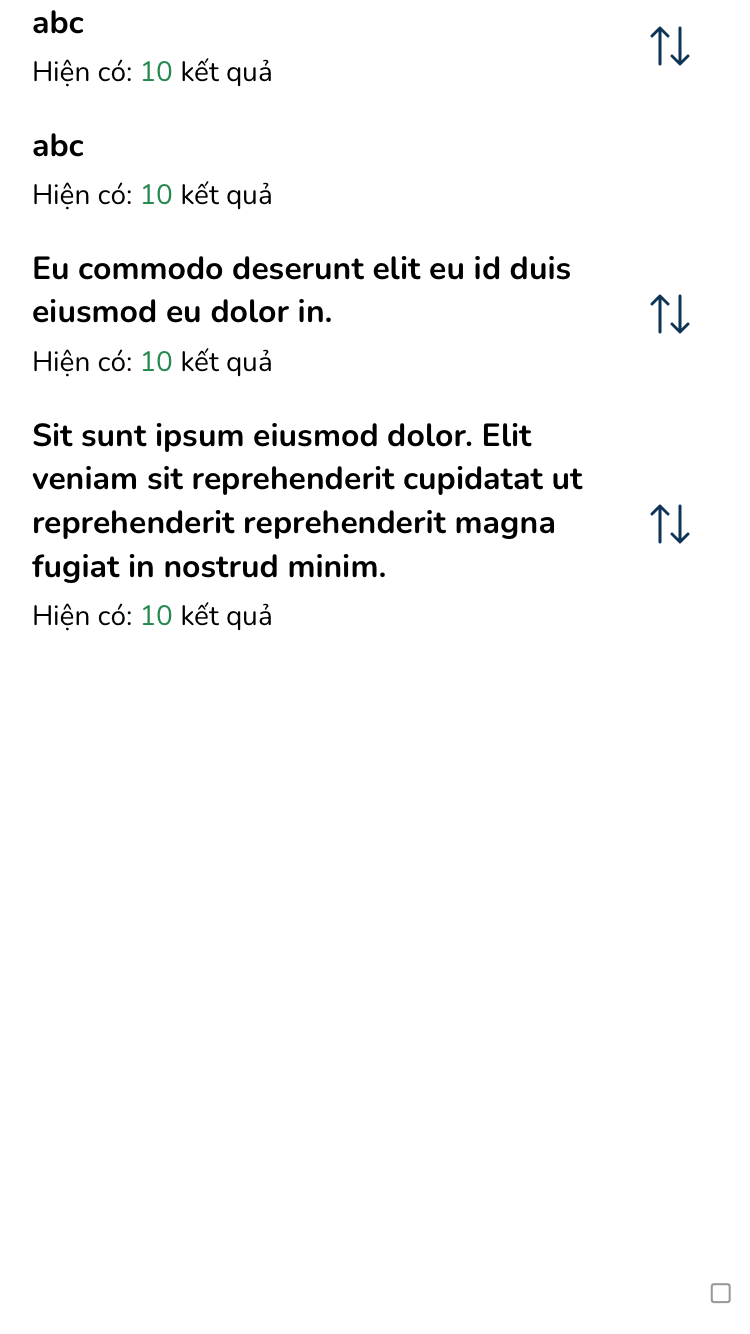 abc
Hiện có: 10 kết quả
abc
Hiện có: 10 kết quả
Eu commodo deserunt elit eu id duis
eiusmod eu dolor in.
Hiện có: 10 kết quả
Sit sunt ipsum eiusmod dolor. Elit
veniam sit reprehenderit cupidatat ut
reprehenderit reprehenderit magna
fugiat in nostrud minim.
Hiện có: 10 kết quả